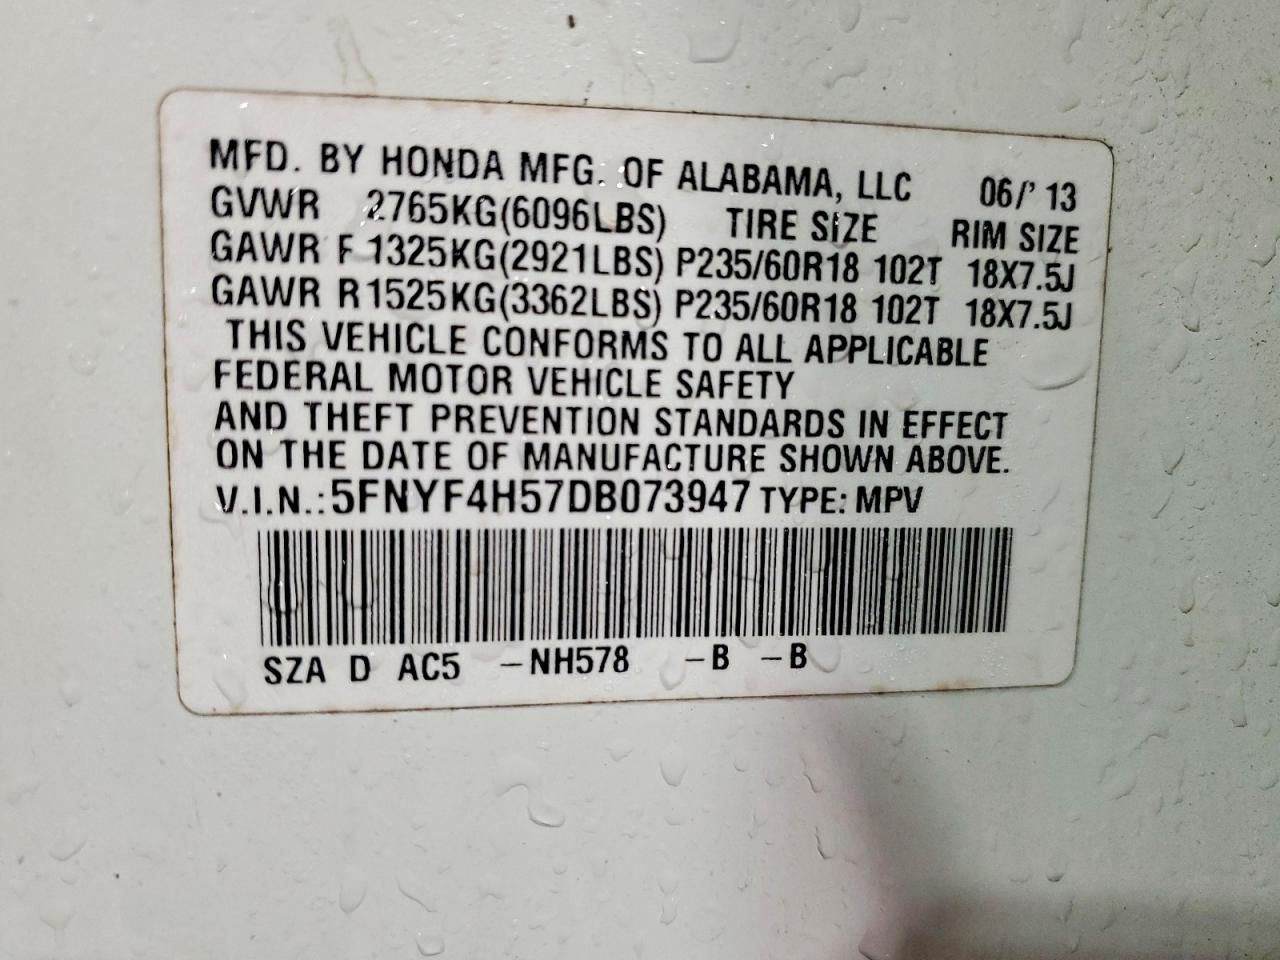 MFD. BY HONDA MFG. OF ALABAMA, LLC 06/'13
GVWR 2765KG(6096LBS) TIRE SIZE RIM SIZE
GAWR F 1325KG(2921LBS) P235/60R18 102T 18X7.5J
GAWR R 1525KG(3362LBS) P235/60R18 102T 18X7.5J
THIS VEHICLE CONFORMS TO ALL APPLICABLE
FEDERAL MOTOR VEHICLE SAFETY
AND THEFT PREVENTION STANDARDS IN EFFECT
ON THE DATE OF MANUFACTURE SHOWN ABOVE.
V.I.N.: 5FNYF4H57DB073947 TYPE: MPV
SZA D AC5 –NH578 –B –B